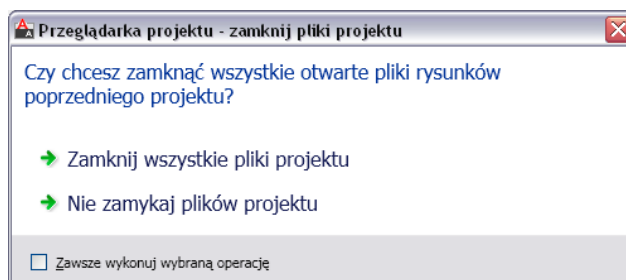 Przeglądarka projektu - zamknij pliki projektu
Czy chcesz zamknąć wszystkie otwarte pliki rysunków
poprzedniego projektu?
Zamknij wszystkie pliki projektu
Nie zamykaj plików projektu
Zawsze wykonuj wybraną operację